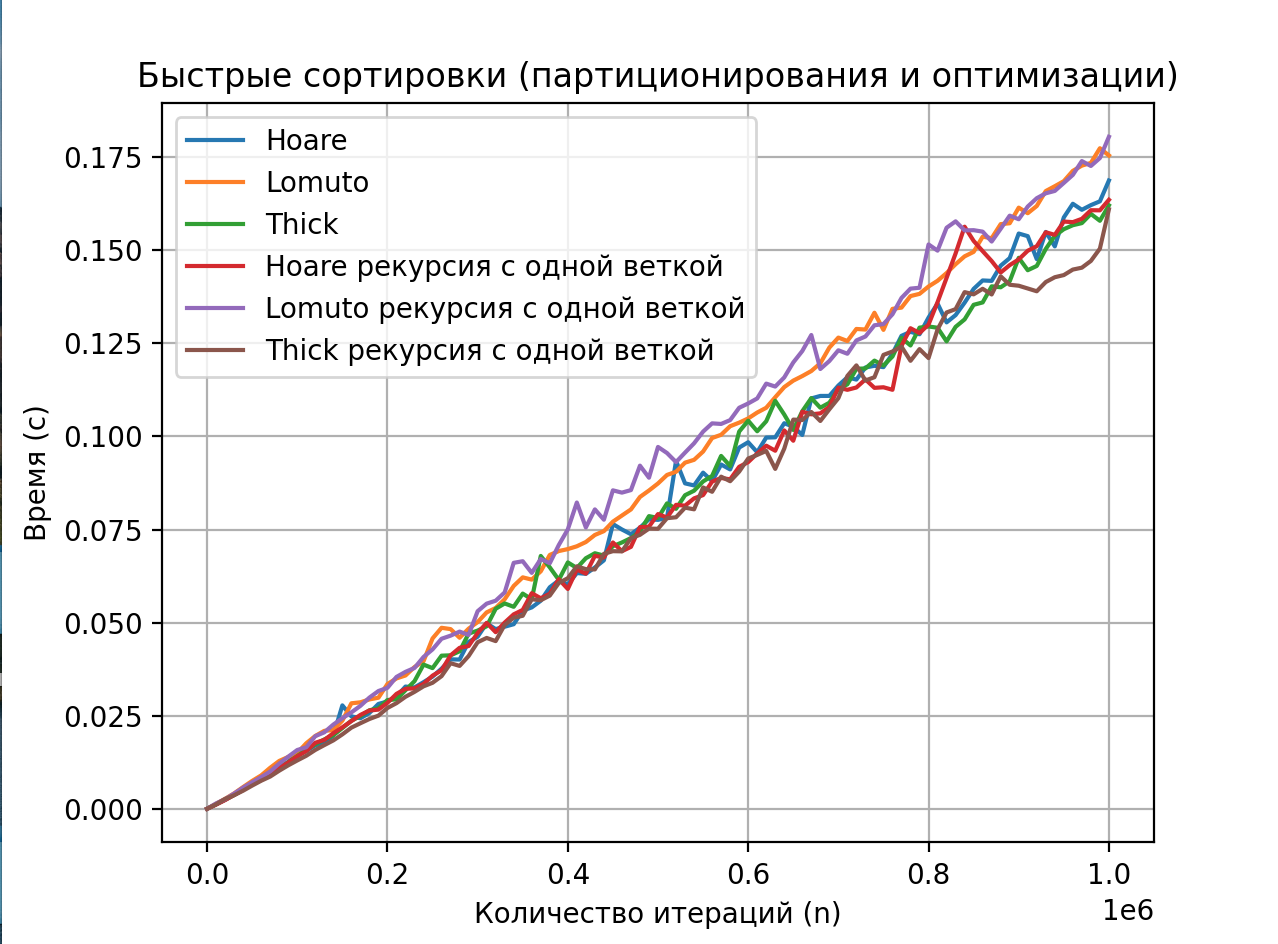 Быстрые сортировки (партиционирования и оптимизации)
Hoare
Lomuto
Thick
Hoare рекурсия с одной веткой
Lomuto рекурсия с одной веткой
Thick рекурсия с одной веткой
0.175
0.150
0.125
0.100
0.075
0.050
0.025
0.000
Время (с)
0.0 0.2 0.4 0.6 0.8 1.0
1e6
Количество итераций (n)